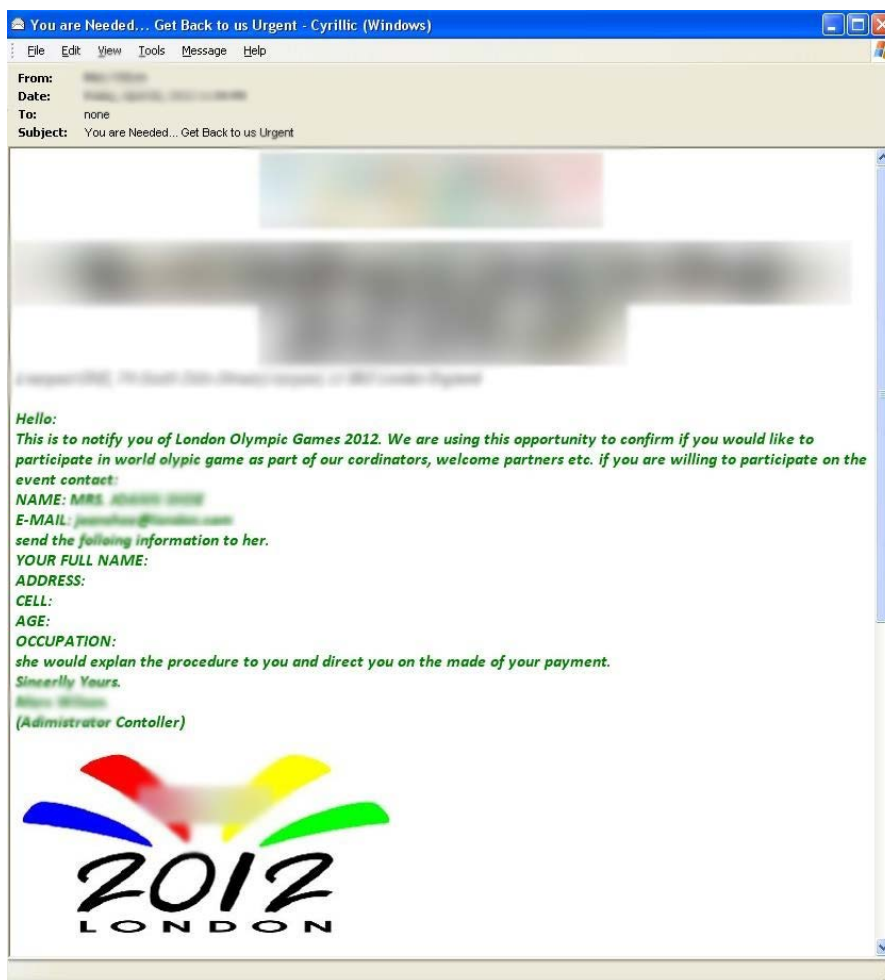 You are Needed... Get Back to us Urgent - Cyrillic (Windows)
File Edit View Tools Message Help
From:
Date:
To: none
Subject: You are Needed... Get Back to us Urgent
Hello:
This is to notify you of London Olympic Games 2012. We are using this opportunity to confirm if you would like to
participate in world olypic game as part of our cordinators, welcome partners etc. if you are willing to participate on the
event contact:
NAME: MRS.
E-MAIL:
send the folloing information to her.
YOUR FULL NAME:
ADDRESS:
CELL:
AGE:
OCCUPATION:
she would explan the procedure to you and direct you on the made of your payment.
Sincerlly Yours.
(Adimistrator Contoller)
2012
LONDON